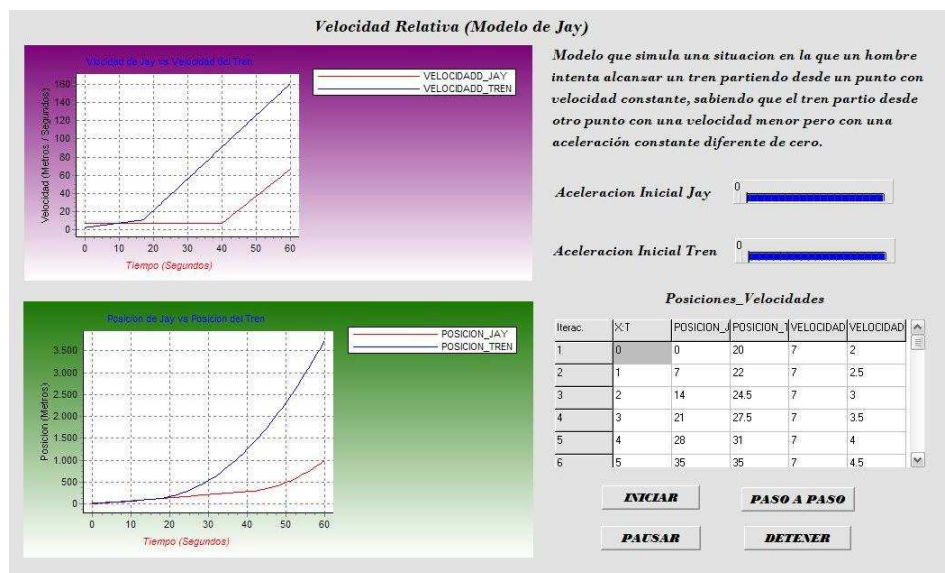 Velocidad Relativa (Modelo de Jay)
Vlocidad de Jay vs Velocidad del Tren
VELOCIDADD_JAY
VELOCIDADD_TREN
Velocidad (Metros / Segundos)
160
140
120
100
80
60
40
20
0
0 10 20 30 40 50 60
Tiempo (Segundos)
Modelo que simula una situacion en la que un hombre
intenta alcanzar un tren partiendo desde un punto con
velocidad constante, sabiendo que el tren partio desde
otro punto con una velocidad menor pero con una
aceleración constante diferente de cero.
Aceleracion Inicial Jay 0
Aceleracion Inicial Tren 0
Posicion de Jay vs Posicion del Tren
POSICION_JAY
POSICION_TREN
Posicion (Metros)
3.500
3.000
2.500
2.000
1.500
1.000
500
0
0 10 20 30 40 50 60
Tiempo (Segundos)
Posiciones_Velocidades
Iterac. X:T POSICION_J POSICION_T VELOCIDAD VELOCIDAD
1 0 0 20 7 2
2 1 7 22 7 2.5
3 2 14 24.5 7 3
4 3 21 27.5 7 3.5
5 4 28 31 7 4
6 5 35 35 7 4.5
INICIAR PASO A PASO
PAUSAR DETENER